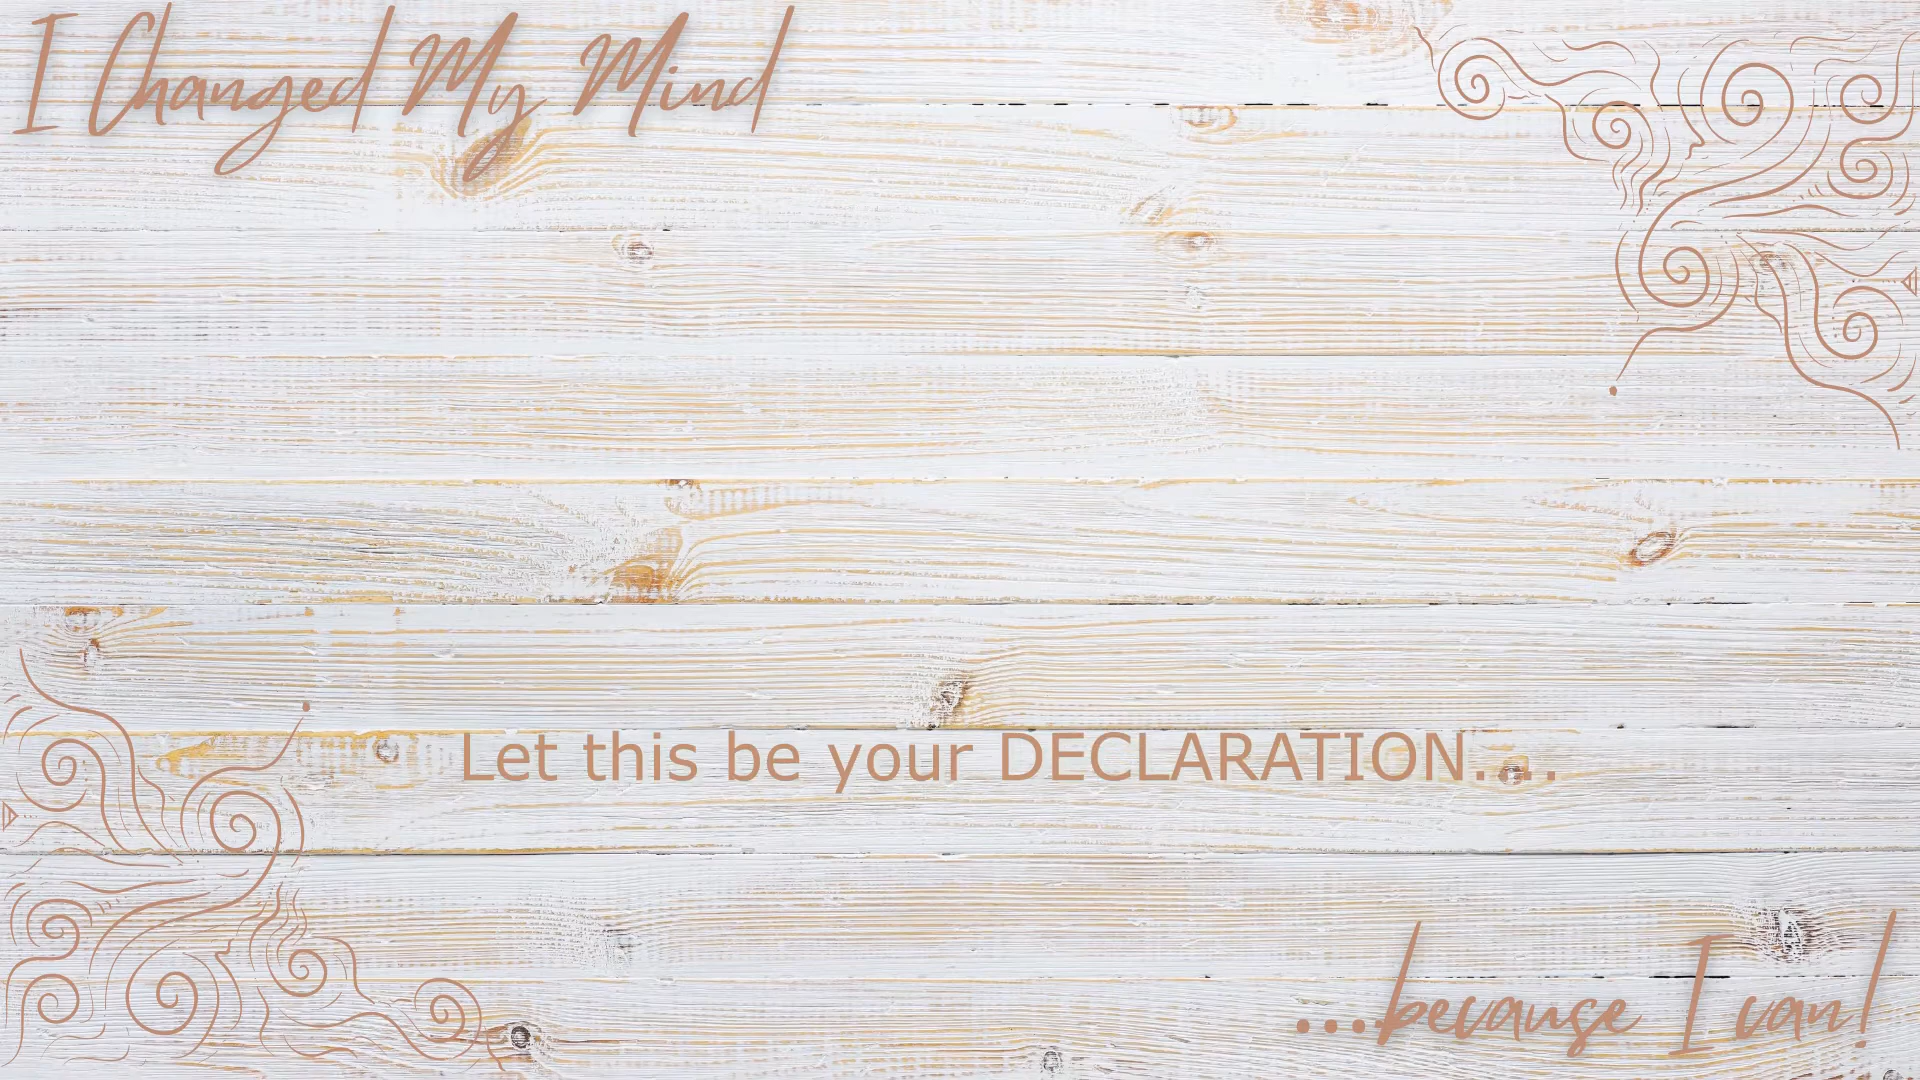 I Changed My Mind
Let this be your DECLARATION....
....because I can!